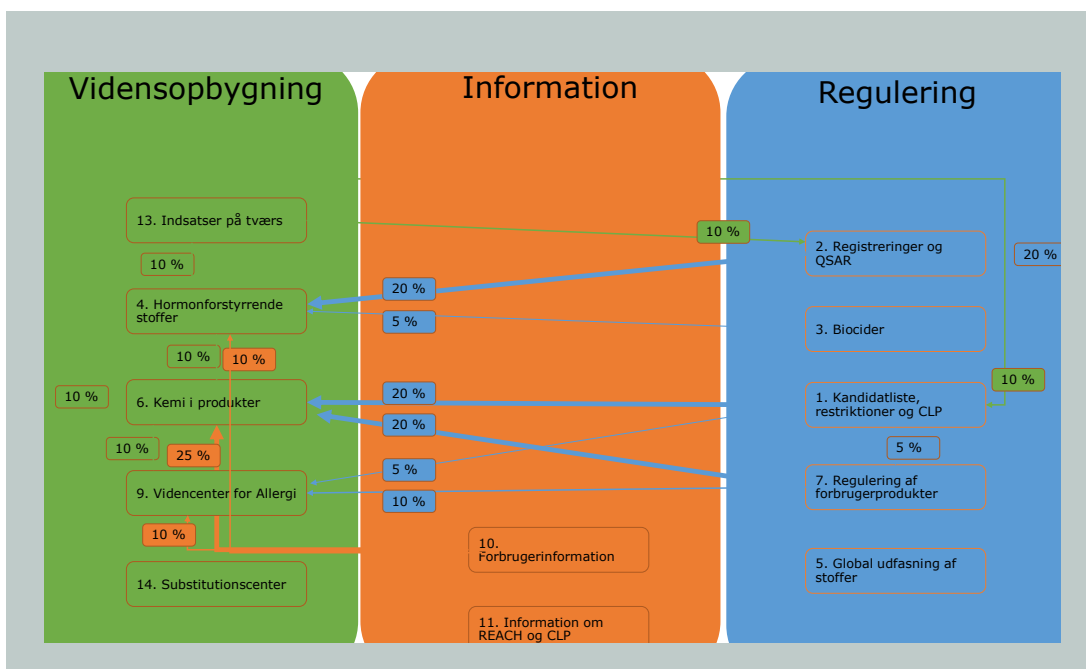 Vidensopbygning
Information
Regulering
13. Indsatser på tværs
10 %
2. Registreringer og
QSAR
20 %
10 %
20 %
4. Hormonforstyrrende
stoffer
5 %
3. Biocider
10 %
10 %
10 %
10 %
6. Kemi i produkter
20 %
20 %
1. Kandidatliste,
restriktioner og CLP
10 %
25 %
5 %
5 %
9. Videncenter for Allergi
10 %
7. Regulering af
forbrugerprodukter
10 %
10.
Forbrugerinformation
14. Substitutionscenter
5. Global udfasning af
stoffer
11. Information om
REACH og CLP